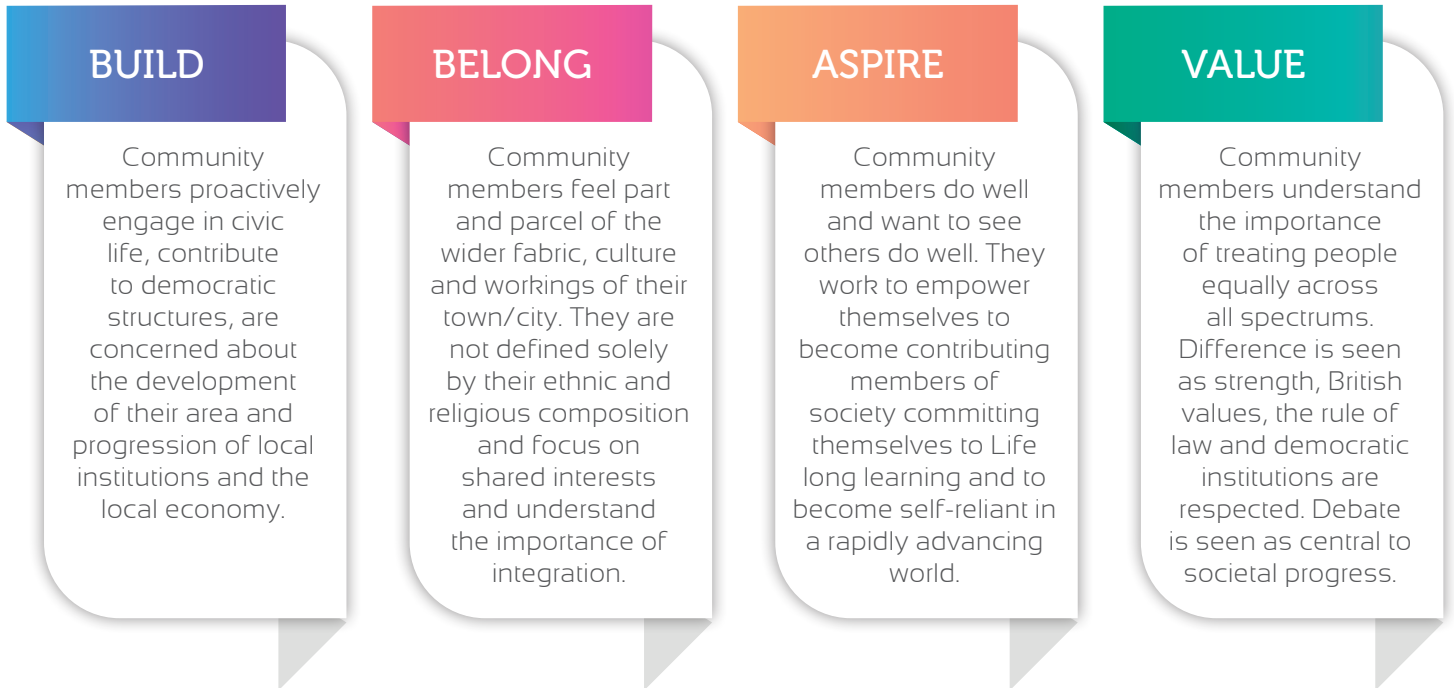 BUILD
Community
members proactively
engage in civic
life, contribute
to democratic
structures, are
concerned about
the development
of their area and
progression of local
institutions and the
local economy.
BELONG
Community
members feel part
and parcel of the
wider fabric, culture
and workings of their
town/city. They are
not defined solely
by their ethnic and
religious composition
and focus on
shared interests
and understand
the importance of
integration.
ASPIRE
Community
members do well
and want to see
others do well. They
work to empower
themselves to
become contributing
members of
society committing
themselves to Life
long learning and to
become self-reliant in
a rapidly advancing
world.
VALUE
Community
members understand
the importance
of treating people
equally across
all spectrums.
Difference is seen
as strength, British
values, the rule of
law and democratic
institutions are
respected. Debate
is seen as central to
societal progress.